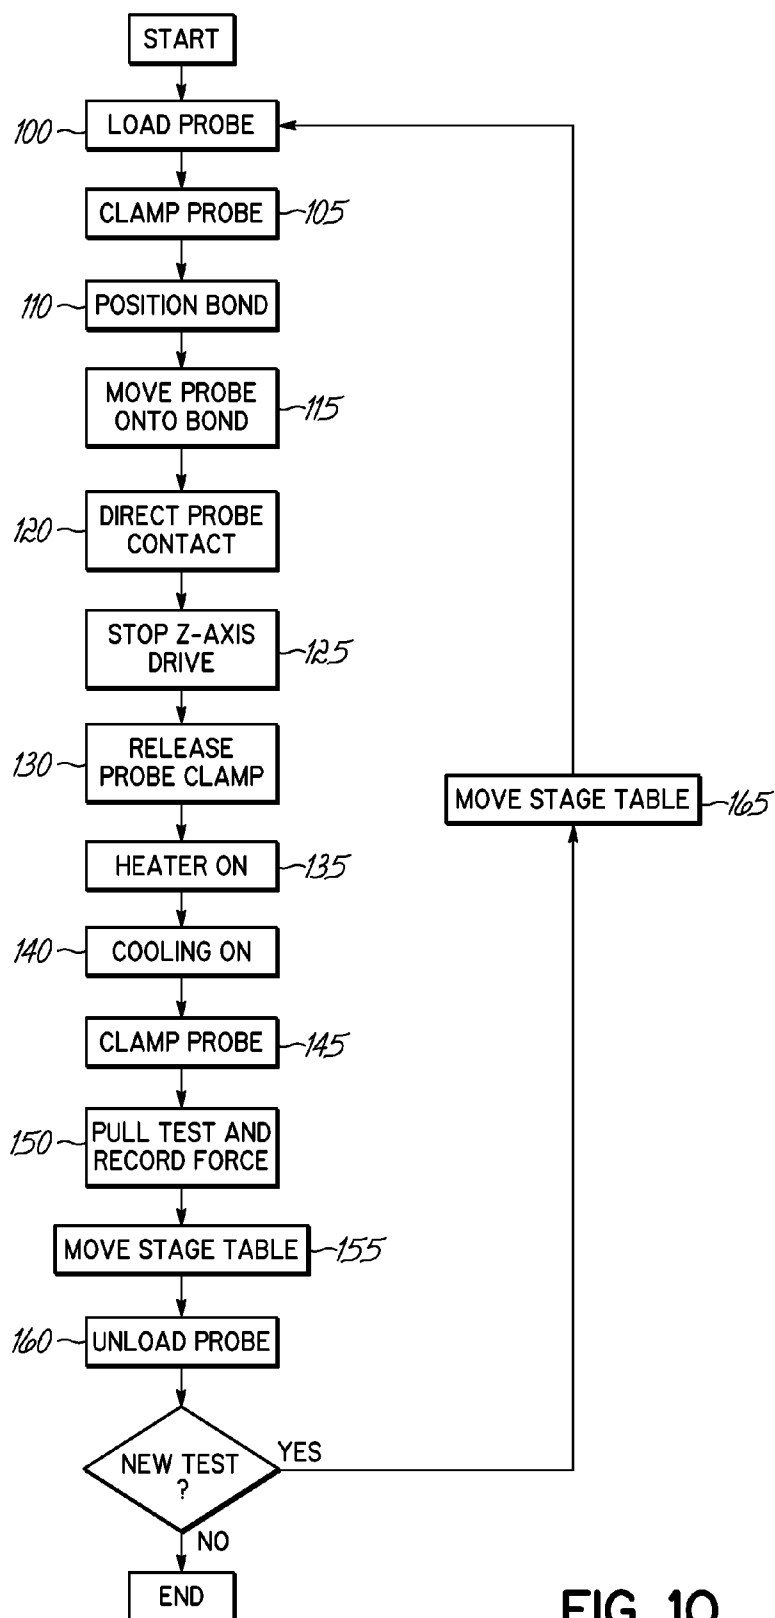 START
LOAD PROBE
100
CLAMP PROBE
105
POSITION BOND
110
MOVE PROBE
ONTO BOND
115
DIRECT PROBE
CONTACT
120
STOP Z-AXIS
DRIVE
125
RELEASE
PROBE CLAMP
130
MOVE STAGE TABLE
165
HEATER ON
135
COOLING ON
140
CLAMP PROBE
145
PULL TEST AND
RECORD FORCE
150
MOVE STAGE TABLE
155
UNLOAD PROBE
160
NEW TEST
?
YES
NO
END
FIG. 10